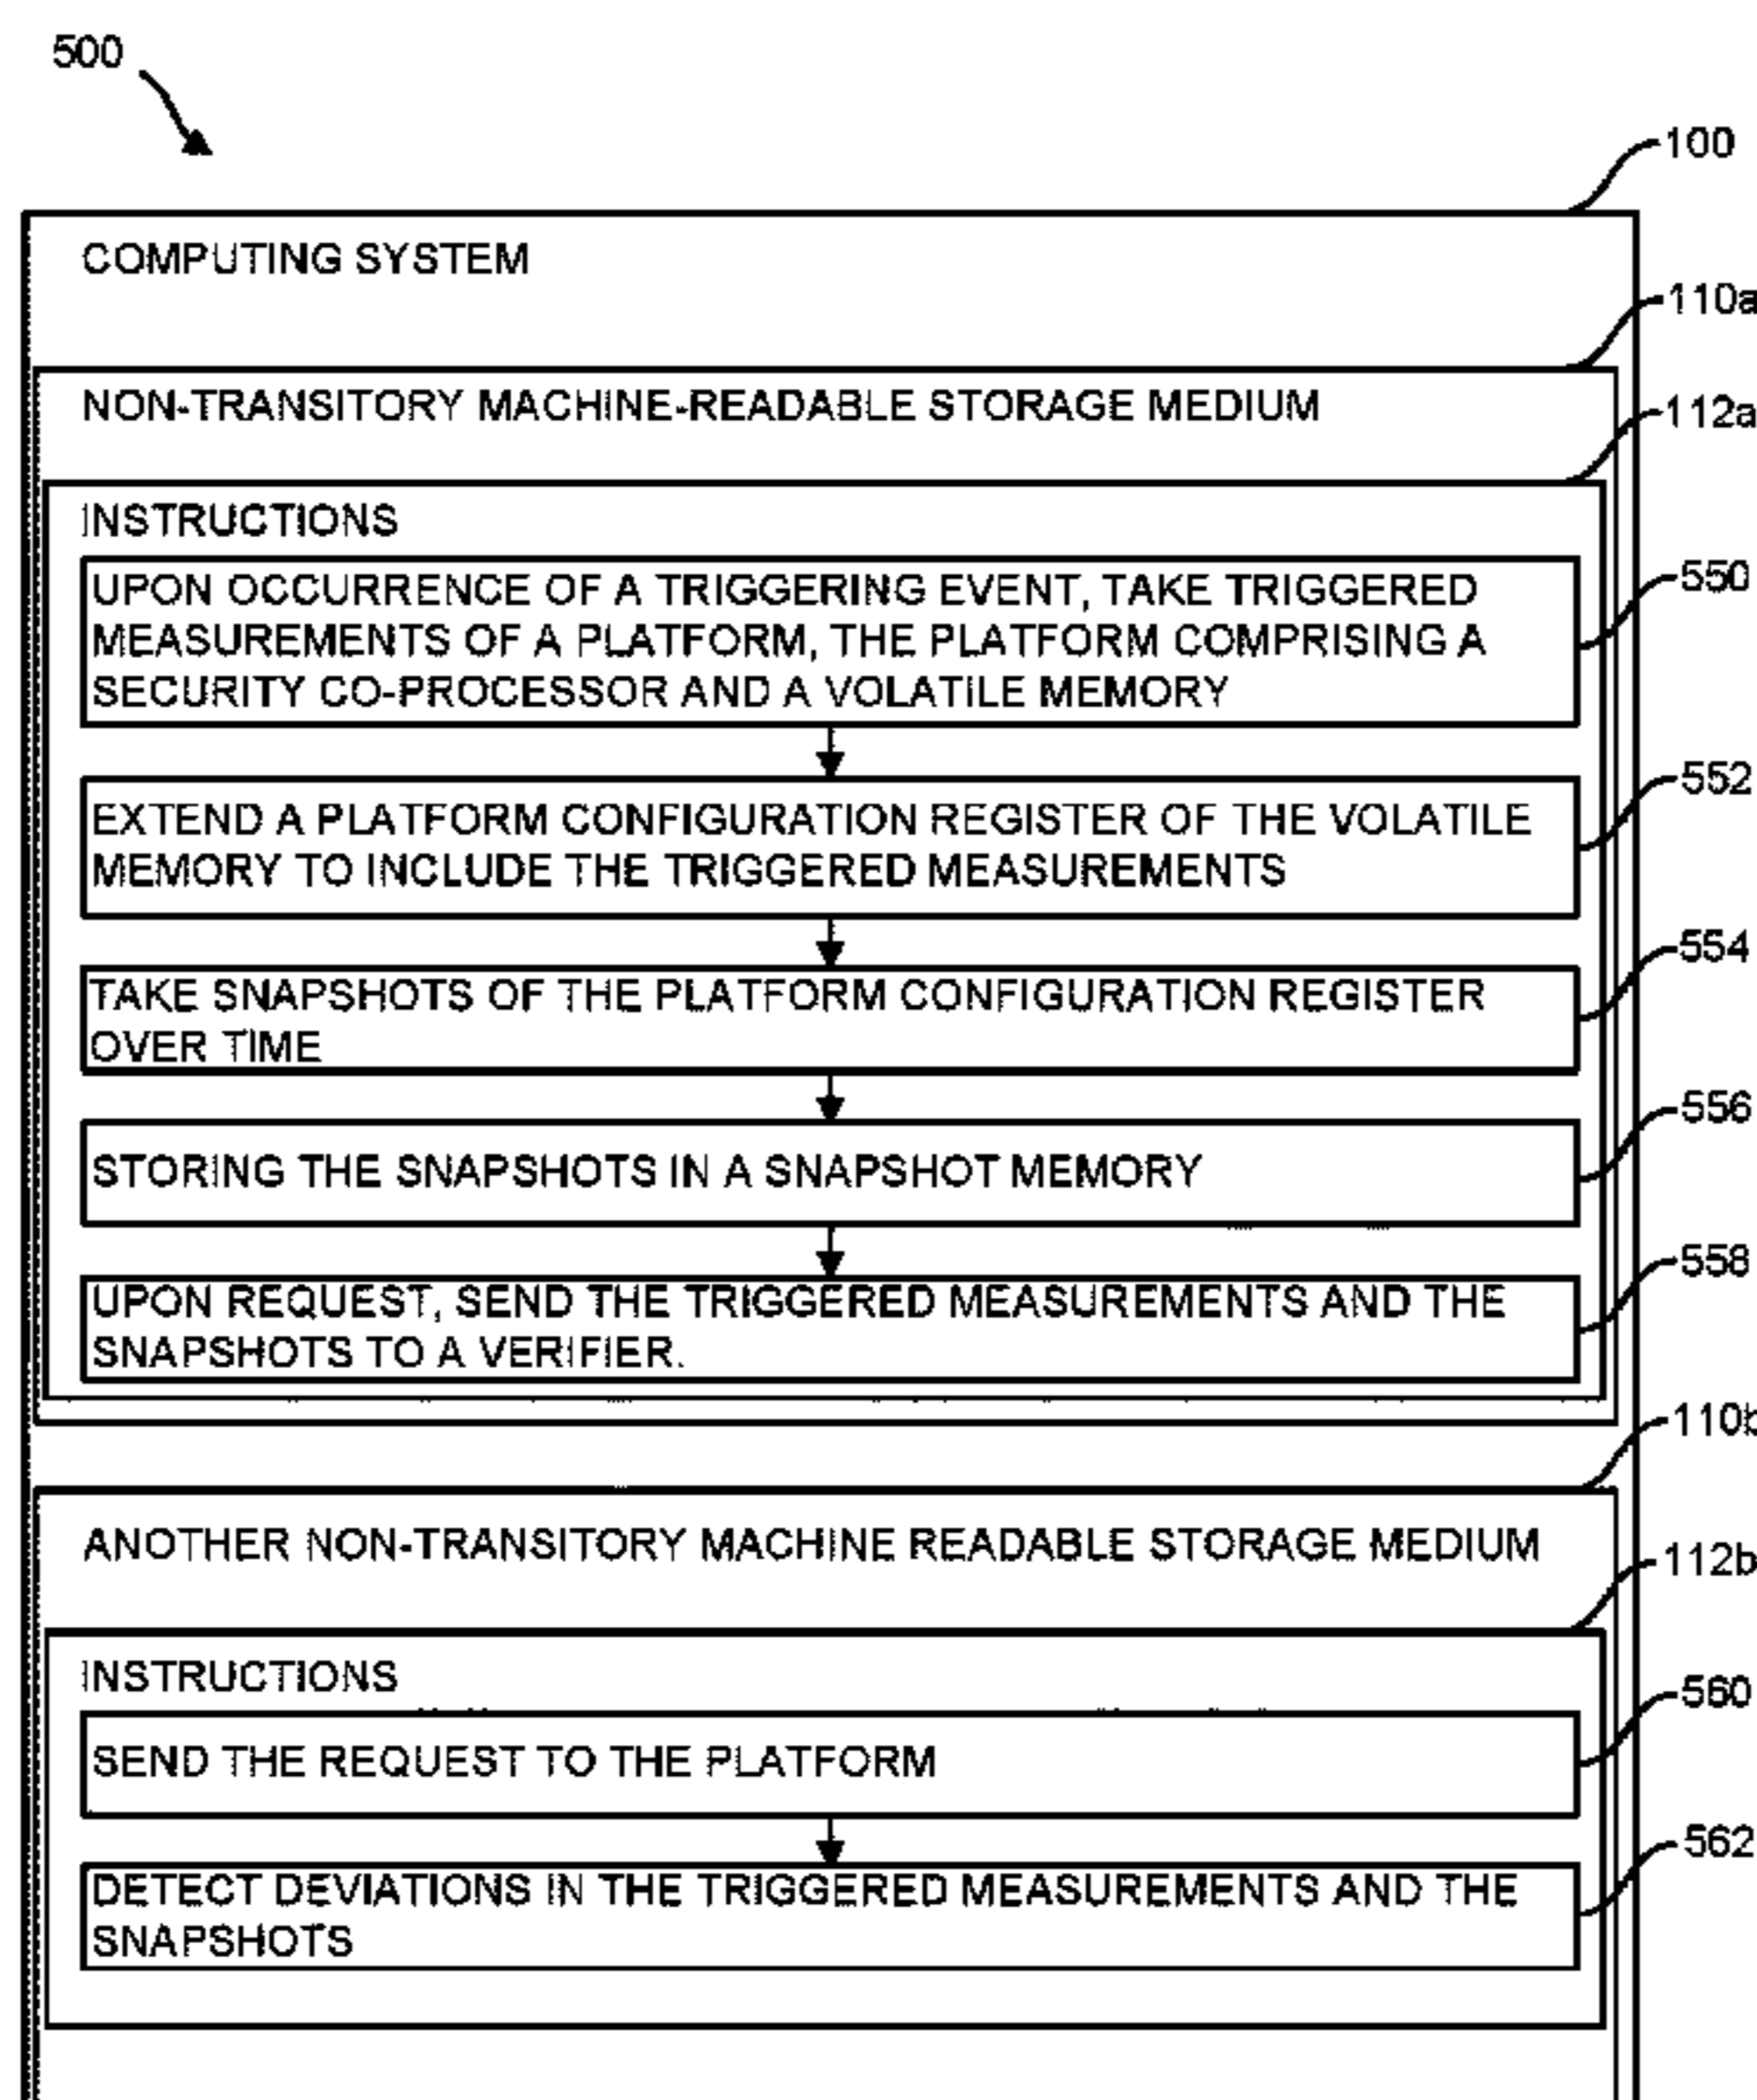 500
100
COMPUTING SYSTEM
110a
NON-TRANSITORY MACHINE-READABLE STORAGE MEDIUM
112a
INSTRUCTIONS
UPON OCCURRENCE OF A TRIGGERING EVENT, TAKE TRIGGERED
MEASUREMENTS OF A PLATFORM, THE PLATFORM COMPRISING A
SECURITY CO-PROCESSOR AND A VOLATILE MEMORY
550
EXTEND A PLATFORM CONFIGURATION REGISTER OF THE VOLATILE
MEMORY TO INCLUDE THE TRIGGERED MEASUREMENTS
552
TAKE SNAPSHOTS OF THE PLATFORM CONFIGURATION REGISTER
OVER TIME
554
STORING THE SNAPSHOTS IN A SNAPSHOT MEMORY
556
UPON REQUEST, SEND THE TRIGGERED MEASUREMENTS AND THE
SNAPSHOTS TO A VERIFIER.
558
110b
ANOTHER NON-TRANSITORY MACHINE READABLE STORAGE MEDIUM
112b
INSTRUCTIONS
SEND THE REQUEST TO THE PLATFORM
560
DETECT DEVIATIONS IN THE TRIGGERED MEASUREMENTS AND THE
SNAPSHOTS
562